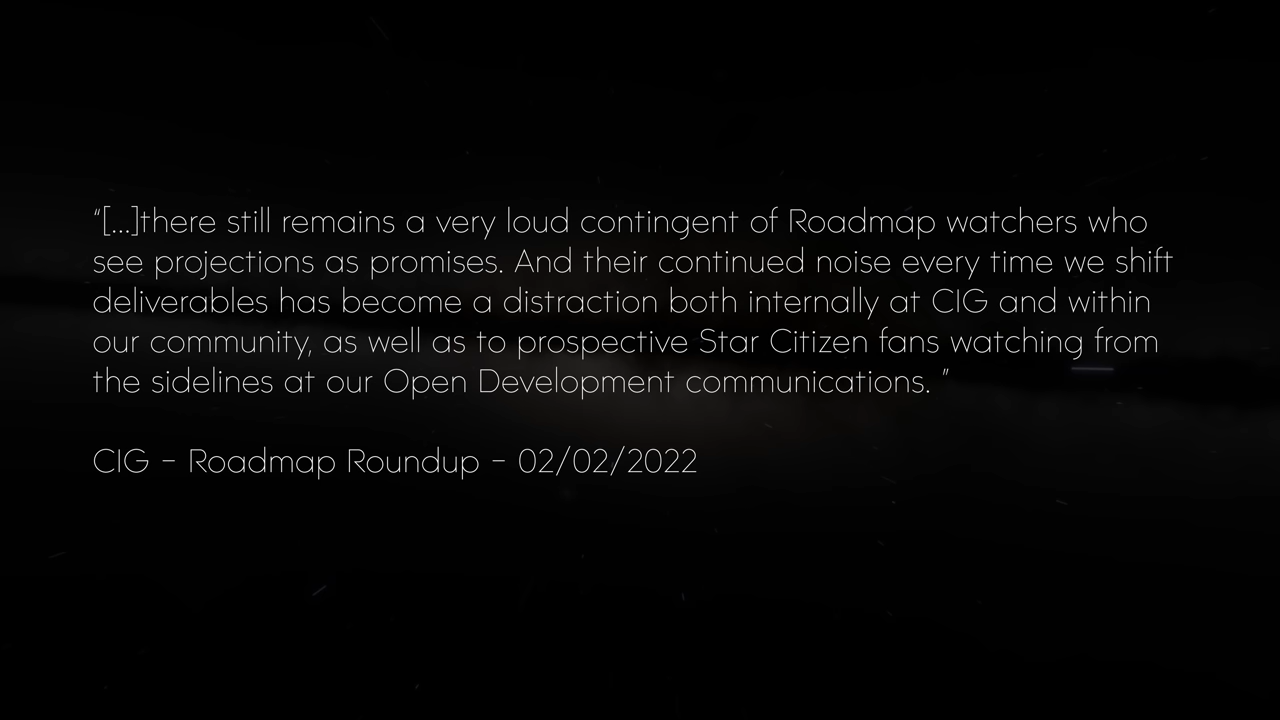 “[...]there still remains a very loud contingent of Roadmap watchers who
see projections as promises. And their continued noise every time we shift
deliverables has become a distraction both internally at CIG and within
our community, as well as to prospective Star Citizen fans watching from
the sidelines at our Open Development communications. ”
CIG – Roadmap Roundup – 02/02/2022